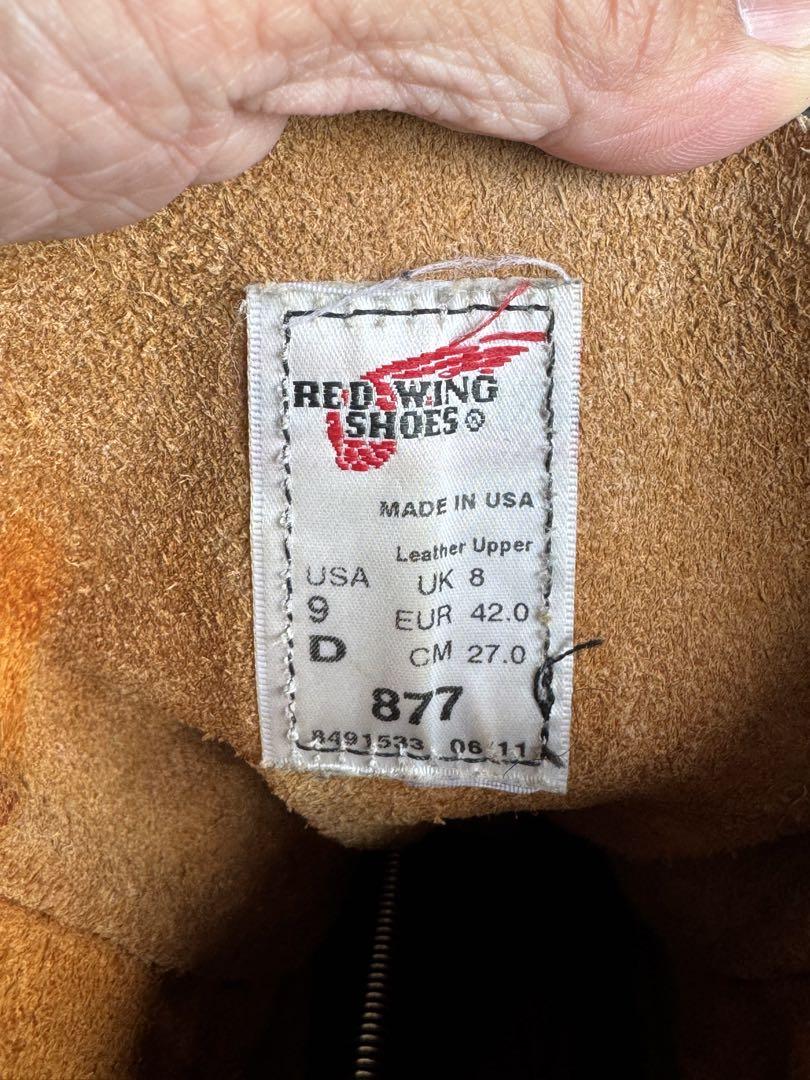 RED WING
SHOES ®
MADE IN USA
Leather Upper
USA UK 8
9 EUR 42.0
D CM 27.0
877
8491533 06/11